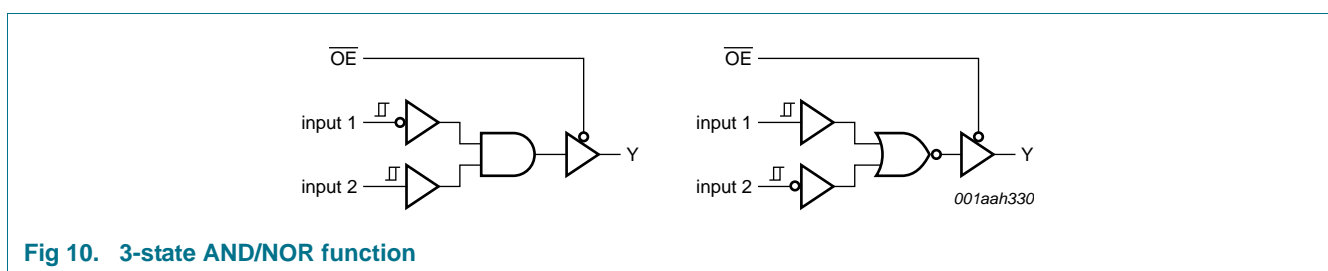 OE
input 1
input 2
Y
OE
input 1
input 2
Y
001aah330
Fig 10. 3-state AND/NOR function